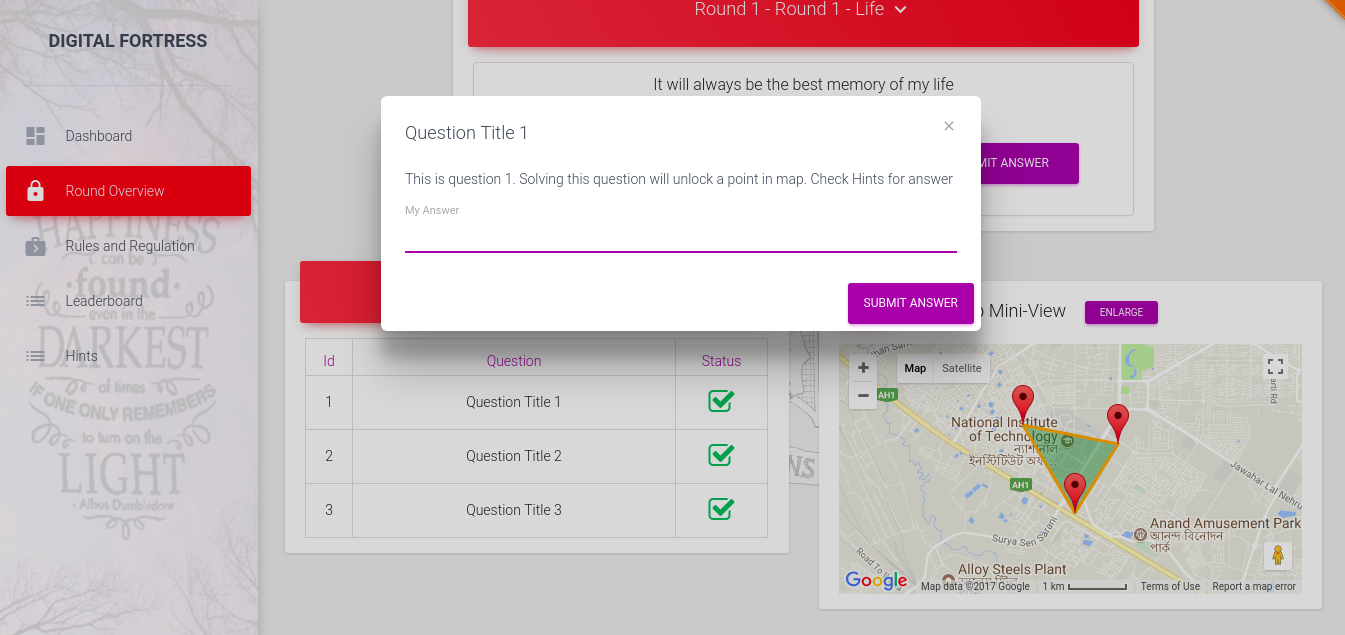 DIGITAL FORTRESS
Dashboard
Round Overview
Rules and Regulation
Leaderboard
Hints
HAPPINESS
can be
found
even in the
DARKEST
of times
IF ONE ONLY REMEMBERS
to turn on the
LIGHT
- Albus Dumbledore
Round 1 - Round 1 - Life
It will always be the best memory of my life
MIT ANSWER
Question Title 1
×
This is question 1. Solving this question will unlock a point in map. Check Hints for answer
My Answer
SUBMIT ANSWER
Id Question Status
1 Question Title 1
2 Question Title 2
3 Question Title 3
Mini-View
ENLARGE
+
−
Map Satellite
AH1
National Institute
of Technology
ন্যাশনাল
ইনস্টিটিউট অফ...
AH1
Surya Sen Sarani
Jawahar Lal Nehru
Anand Amusement Park
আনন্দ বিনোদন
পার্ক
Alloy Steels Plant
Google
Map data ©2017 Google
1 km
Terms of Use
Report a map error